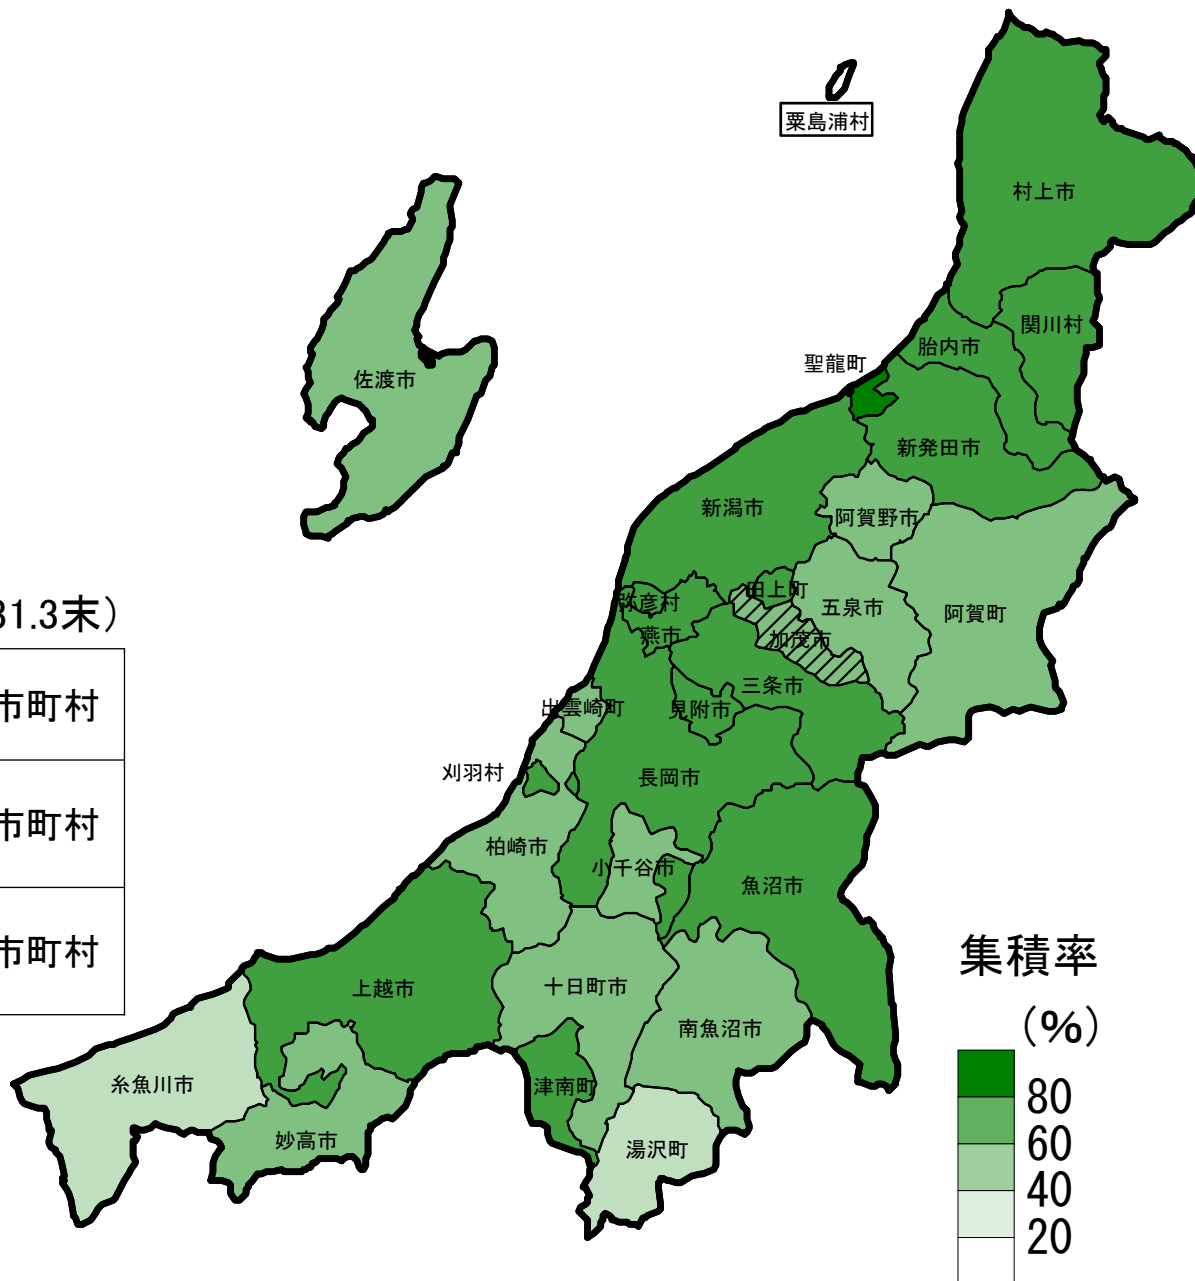 粟島浦村
村上市
関川村
胎内市
聖龍町
佐渡市
新発田市
新潟市
阿賀野市
田上町
弥彦村
五泉市
阿賀町
燕市
加茂市
31.3末）
三条市
市町村
出雲崎町
見附市
刈羽村
長岡市
市町村
柏崎市
小千谷市
魚沼市
市町村
集積率
上越市
十日町市
南魚沼市
（%）
糸魚川市
津南町
80
妙高市
湯沢町
60
40
20